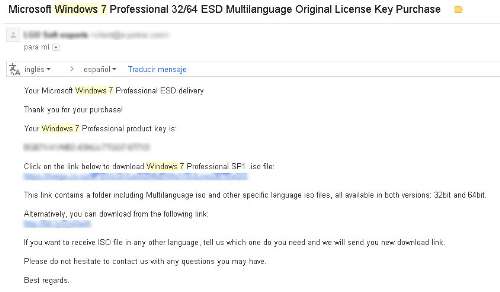 Microsoft Windows 7 Professional 32/64 ESD Multilanguage Original License Key Purchase
para mí
inglés > español Traducir mensaje
Your Microsoft Windows 7 Professional ESD delivery
Thank you for your purchase!
Your Windows 7 Professional product key is:
Click on the link below to download Windows 7 Professional SP1 .iso file:
This link contains a folder including Multilanguage iso and other specific language iso files, all available in both versions: 32bit and 64bit.
Alternatively, you can download from the following link:
If you want to receive ISO file in any other language, tell us which one do you need and we will send you new download link.
Please do not hesitate to contact us with any questions you may have.
Best regards.